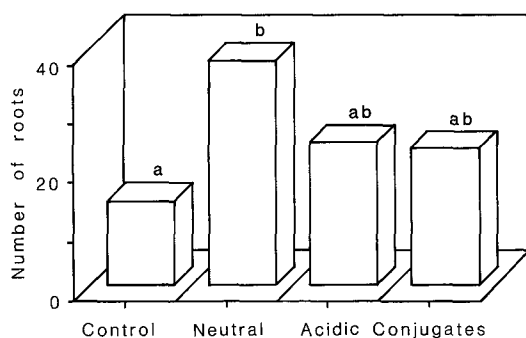 Number of roots
40
20
0
a
b
ab
ab
Control Neutral Acidic Conjugates